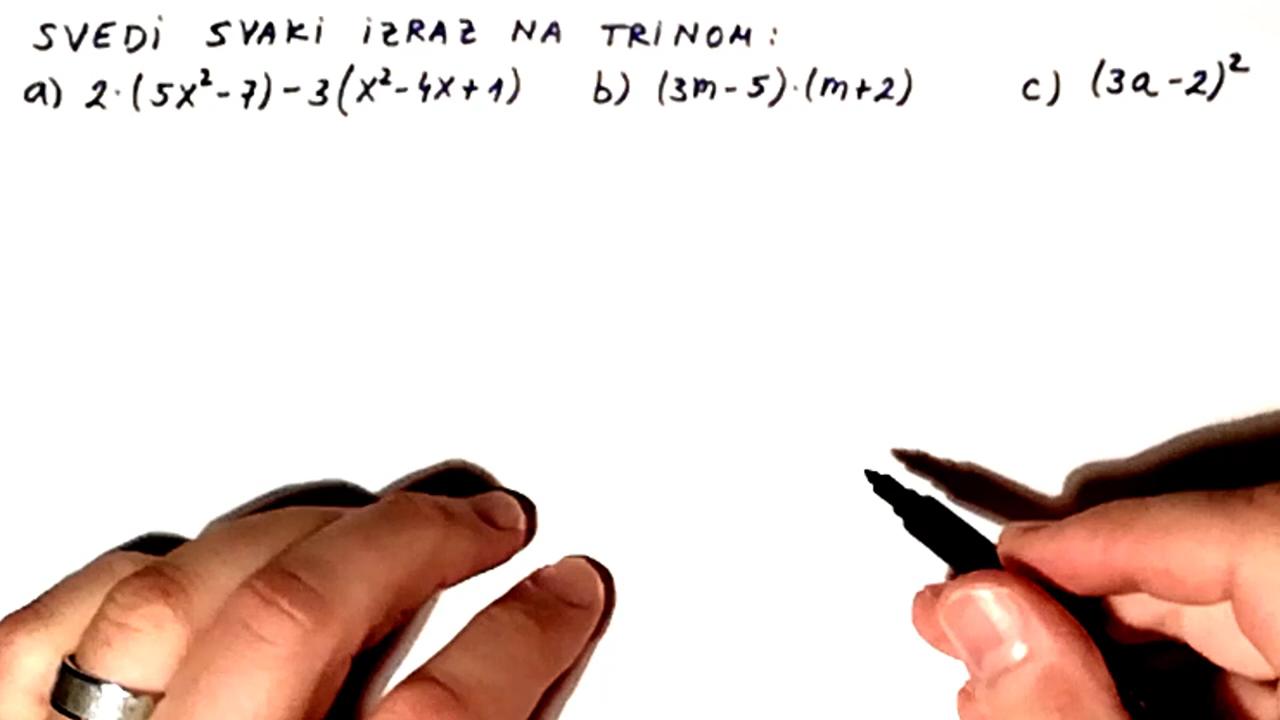 SVEDI SVAKI IZRAZ NA TRINOM:
a) 2·(5x²-7)-3(x²-4x+1) b) (3m-5)·(m+2) c) (3a-2)²